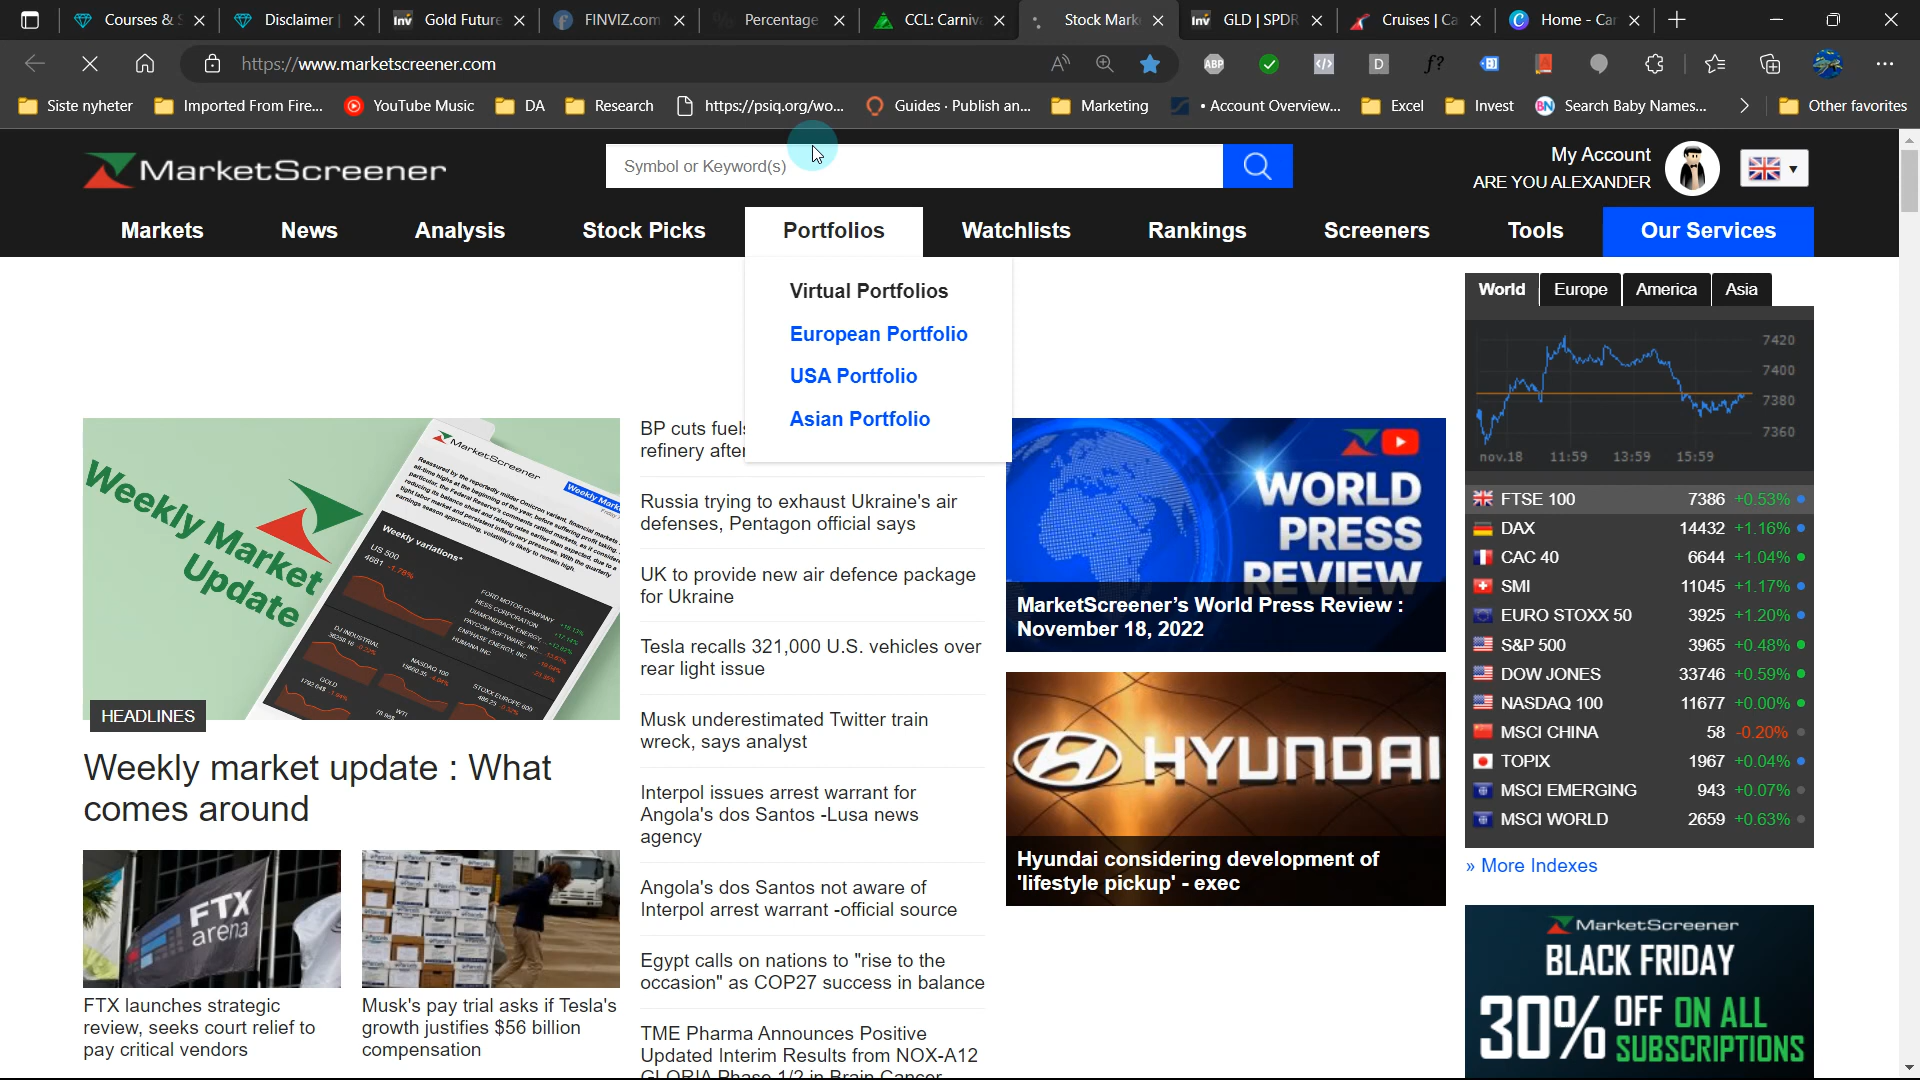 Courses &
Disclaimer
Gold Future
FINVIZ.com
Percentage
CCL: Carniv
Stock Mark
GLD | SPDR
Cruises | Ca
Home - Car
https://www.marketscreener.com
Siste nyheter
Imported From Fire...
YouTube Music
DA
Research
https://psiq.org/wo...
Guides · Publish an...
Marketing
• Account Overview...
Excel
Invest
Search Baby Names...
Other favorites
MarketScreener
Symbol or Keyword(s)
My Account
ARE YOU ALEXANDER
Markets
News
Analysis
Stock Picks
Portfolios
Watchlists
Rankings
Screeners
Tools
Our Services
Virtual Portfolios
European Portfolio
USA Portfolio
Asian Portfolio
Weekly Market
Update
MarketScreener
Weekly variations*
HEADLINES
Weekly market update : What
comes around
FTX
arena
FTX launches strategic
review, seeks court relief to
pay critical vendors
Musk's pay trial asks if Tesla's
growth justifies $56 billion
compensation
BP cuts fuels
refinery after
Russia trying to exhaust Ukraine's air
defenses, Pentagon official says
UK to provide new air defence package
for Ukraine
Tesla recalls 321,000 U.S. vehicles over
rear light issue
Musk underestimated Twitter train
wreck, says analyst
Interpol issues arrest warrant for
Angola's dos Santos -Lusa news
agency
Angola's dos Santos not aware of
Interpol arrest warrant -official source
Egypt calls on nations to "rise to the
occasion" as COP27 success in balance
TME Pharma Announces Positive
Updated Interim Results from NOX-A12
GLORIA Phase 1/2 in Brain Cancer
WORLD
PRESS
REVIEW
MarketScreener's World Press Review :
November 18, 2022
HYUNDAI
Hyundai considering development of
'lifestyle pickup' - exec
World
Europe
America
Asia
7420
7400
7380
7360
nov.18 11:59 13:59 15:59
FTSE 100 7386 +0.53%
DAX 14432 +1.16%
CAC 40 6644 +1.04%
SMI 11045 +1.17%
EURO STOXX 50 3925 +1.20%
S&P 500 3965 +0.48%
DOW JONES 33746 +0.59%
NASDAQ 100 11677 +0.00%
MSCI CHINA 58 -0.20%
TOPIX 1967 +0.04%
MSCI EMERGING 943 +0.07%
MSCI WORLD 2659 +0.63%
» More Indexes
MarketScreener
BLACK FRIDAY
30% OFF ON ALL
SUBSCRIPTIONS